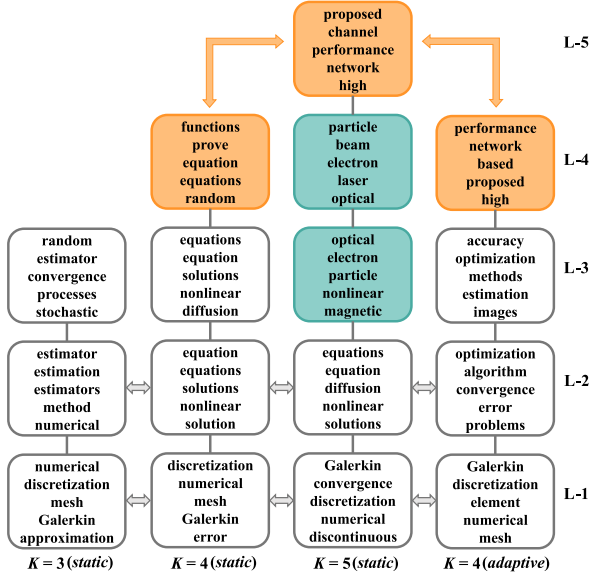 proposed
channel
performance
network
high
L-5
functions
prove
equation
equations
random
particle
beam
electron
laser
optical
performance
network
based
proposed
high
L-4
random
estimator
convergence
processes
stochastic
equations
equation
solutions
nonlinear
diffusion
optical
electron
particle
nonlinear
magnetic
accuracy
optimization
methods
estimation
images
L-3
estimator
estimation
estimators
method
numerical
equation
equations
solutions
nonlinear
solution
equations
equation
diffusion
nonlinear
solutions
optimization
algorithm
convergence
error
problems
L-2
numerical
discretization
mesh
Galerkin
approximation
discretization
numerical
mesh
Galerkin
error
Galerkin
convergence
discretization
numerical
discontinuous
Galerkin
discretization
element
numerical
mesh
L-1
K = 3 (static)
K = 4 (static)
K = 5 (static)
K = 4 (adaptive)